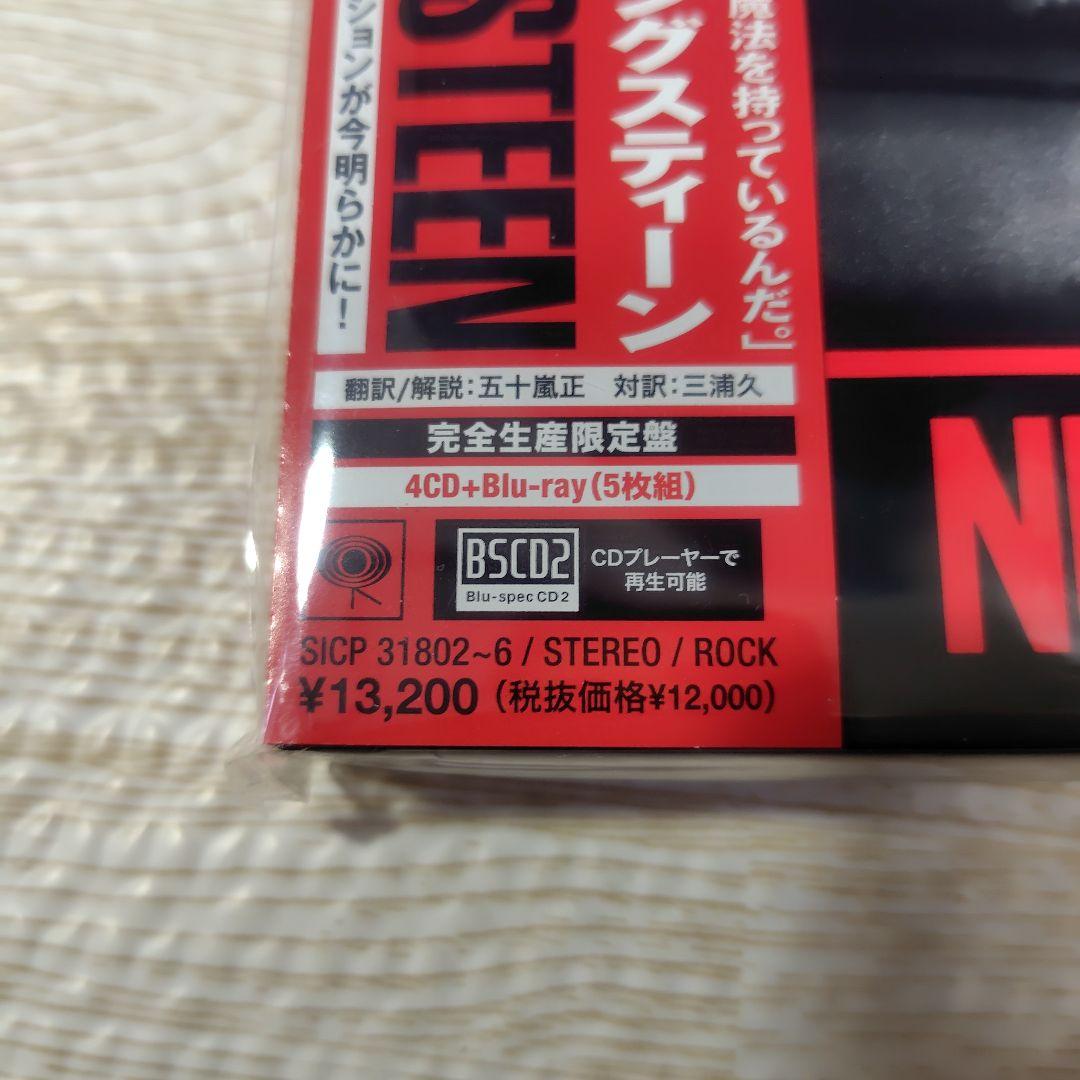 魔法を持っているんだ。」
ングスティーン
STEEN
ションが今明らかに!
翻訳/解説:五十嵐正 対訳:三浦久
完全生産限定盤
4CD+Blu-ray(5枚組)
BSCD2
Blu-spec CD2
CDプレーヤーで
再生可能
SICP 31802~6 / STEREO / ROCK
¥13,200 (税抜価格¥12,000)